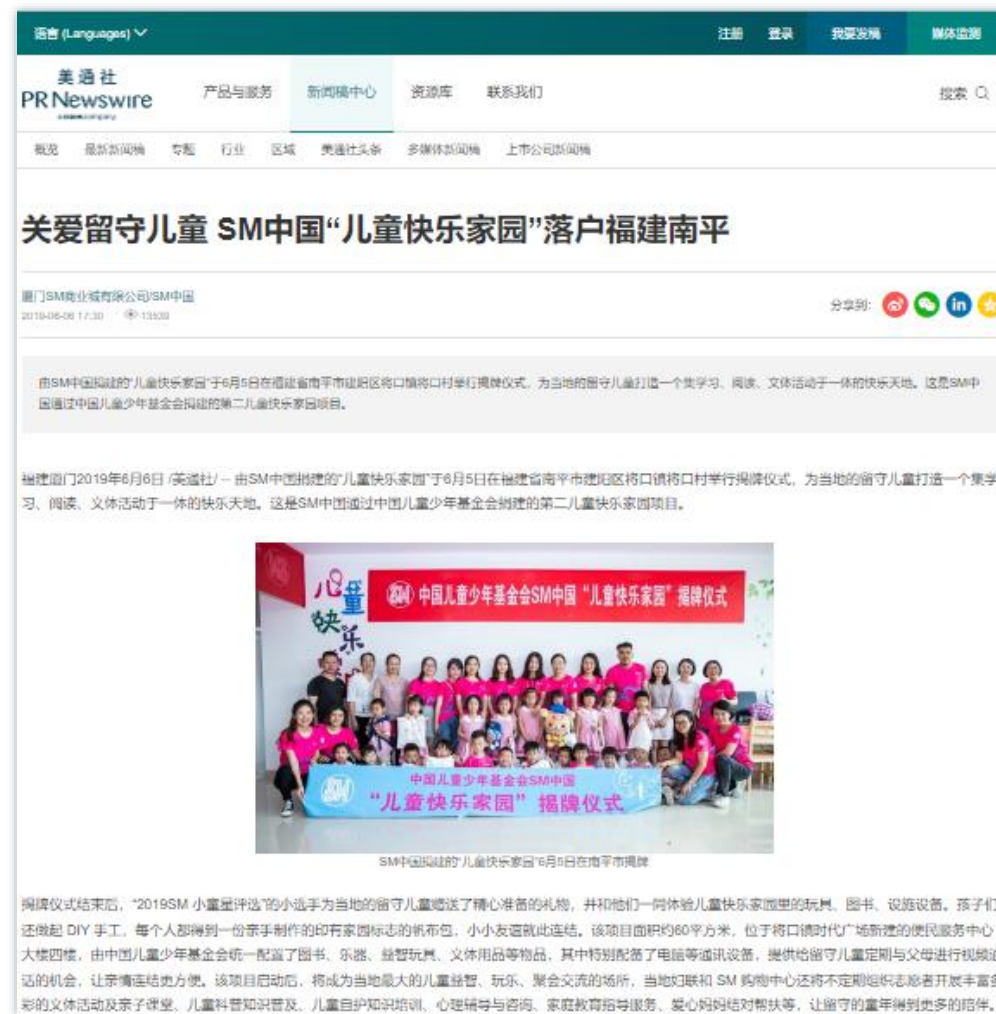 语言 (Languages)
注册 登录 我要发稿 媒体监测
美通社
PR Newswire
产品与服务 新闻稿中心 资源库 联系我们
搜索
概览 最新新闻稿 专题 行业 区域 美通社头条 多媒体新闻稿 上市公司新闻稿
关爱留守儿童 SM中国“儿童快乐家园”落户福建南平
厦门SM商业城有限公司/SM中国
2019-06-06 17:30
分享到:
由SM中国捐建的“儿童快乐家园”于6月5日在福建省南平市建阳区将口镇将口村举行揭牌仪式，为当地的留守儿童打造一个集学习、阅读、文体活动于一体的快乐天地。这是SM中
国通过中国儿童少年基金会捐建的第二儿童快乐家园项目。
福建厦门2019年6月6日 /美通社/ -- 由SM中国捐建的“儿童快乐家园”于6月5日在福建省南平市建阳区将口镇将口村举行揭牌仪式，为当地的留守儿童打造一个集学
习、阅读、文体活动于一体的快乐天地。这是SM中国通过中国儿童少年基金会捐建的第二儿童快乐家园项目。
儿童快乐家
SM 中国儿童少年基金会SM中国 “儿童快乐家园” 揭牌仪式
SM 中国儿童少年基金会SM中国
“儿童快乐家园” 揭牌仪式
SM中国捐建的“儿童快乐家园”6月5日在南平市揭牌
揭牌仪式结束后，“2019SM 小童星评选”的小选手为当地的留守儿童赠送了精心准备的礼物，并和他们一同体验儿童快乐家园里的玩具、图书、设施设备。孩子们
还做起 DIY 手工，每个人都得到一份亲手制作的印有家园标志的帆布包，小小友谊就此连结。该项目面积约60平方米，位于将口镇时代广场新建的便民服务中心
大楼四楼，由中国儿童少年基金会统一配置了图书、乐器、益智玩具、文体用品等物品，其中特别配备了电脑等通讯设备，提供给留守儿童定期与父母进行视频通
话的机会，让亲情连结更方便。该项目启动后，将成为当地最大的儿童益智、玩乐、聚会交流的场所，当地妇联和 SM 购物中心还将不定期组织志愿者开展丰富多
彩的文体活动及亲子课堂、儿童科普知识普及、儿童自护知识培训、心理辅导与咨询、家庭教育指导服务、爱心妈妈结对帮扶等，让留守的童年得到更多的陪伴。